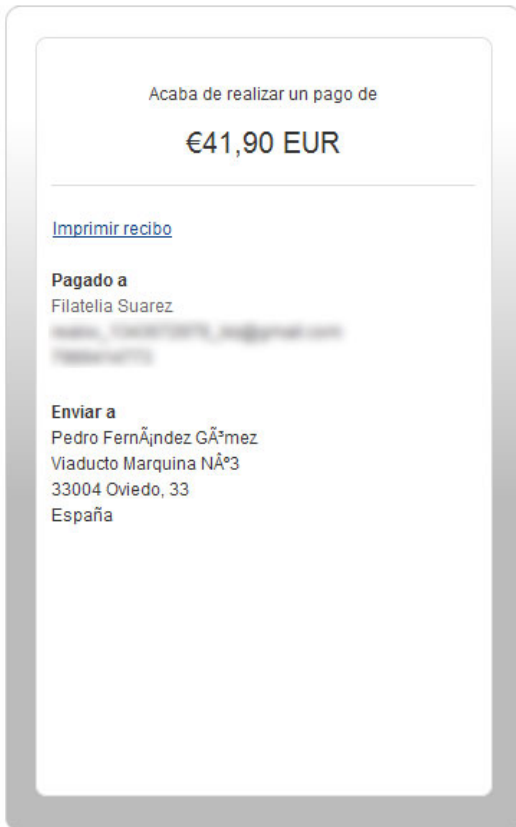 Acaba de realizar un pago de
€41,90 EUR
Imprimir recibo
Pagado a
Filatelia Suarez
Enviar a
Pedro FernÃ¡ndez GÃ³mez
Viaducto Marquina NÂº3
33004 Oviedo, 33
España